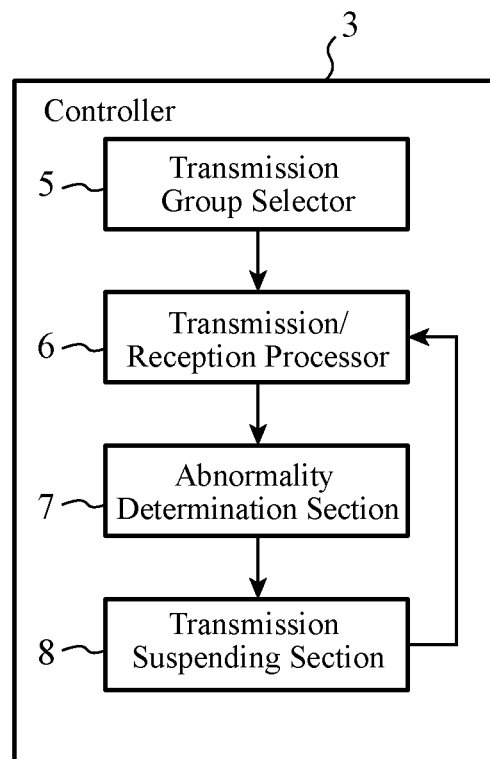 3
Controller
5
Transmission
Group Selector
6
Transmission/
Reception Processor
7
Abnormality
Determination Section
8
Transmission
Suspending Section